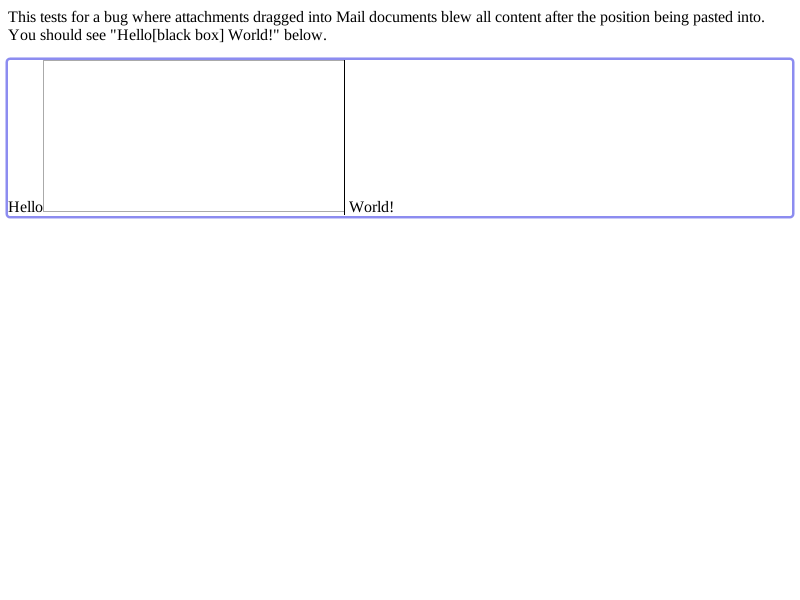 This tests for a bug where attachments dragged into Mail documents blew all content after the position being pasted into.
You should see "Hello[black box] World!" below.
Hello World!